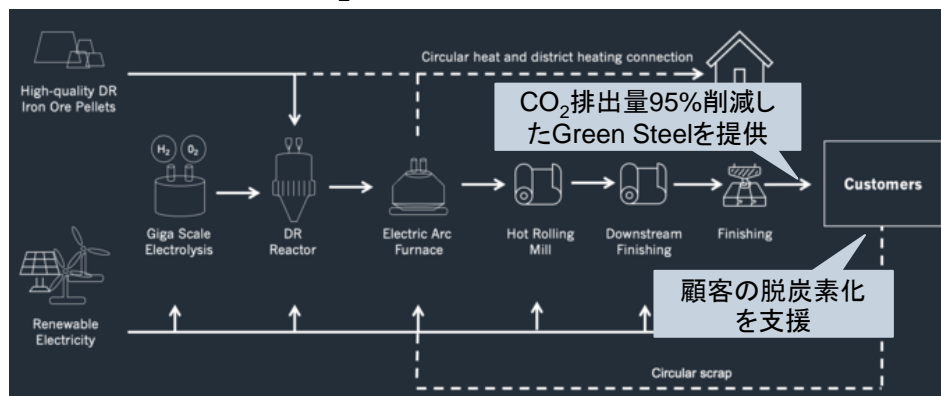 Circular heat and district heating connection
High-quality DR
Iron Ore Pellets
CO₂排出量95%削減し
たGreen Steelを提供
H₂ O₂
Customers
Giga Scale
Electrolysis
DR
Reactor
Electric Arc
Furnace
Hot Rolling
Mill
Downstream
Finishing
Finishing
顧客の脱炭素化
を支援
Renewable
Electricity
Circular scrap